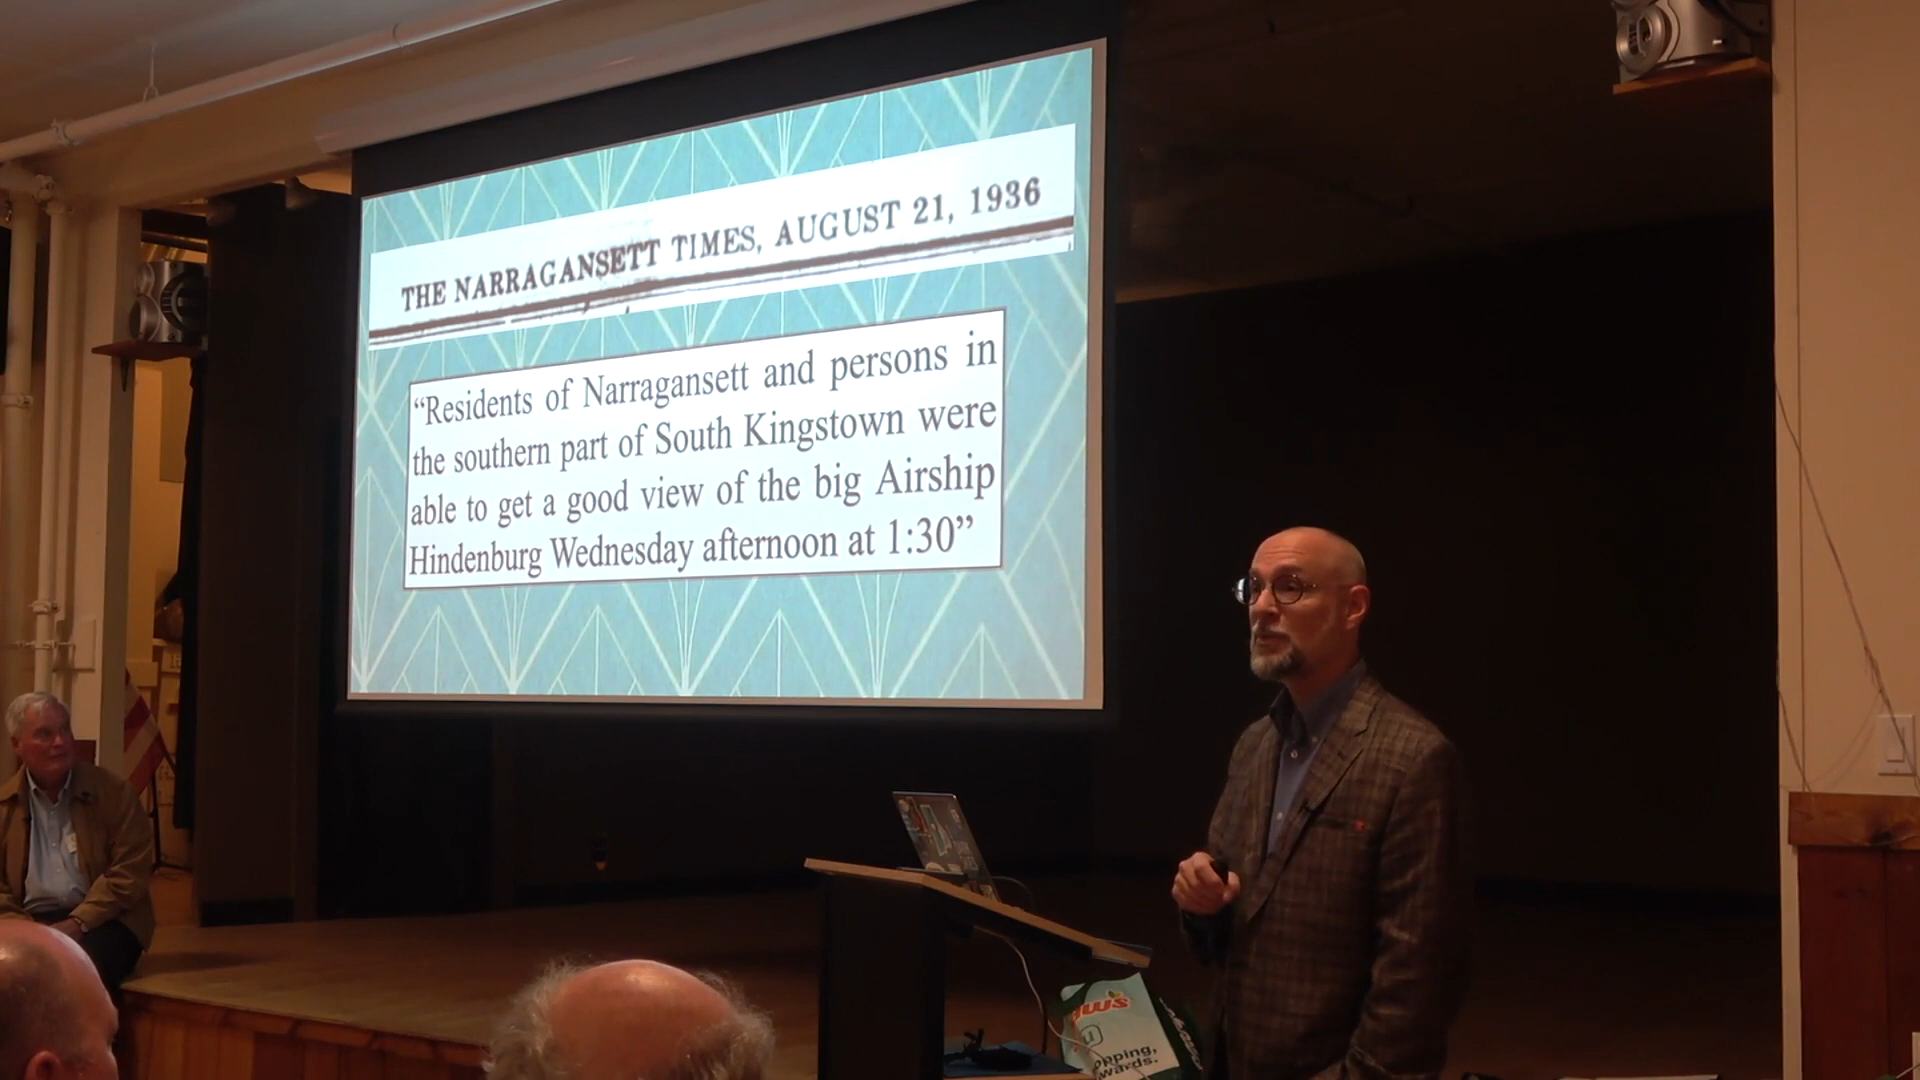 THE NARRAGANSETT TIMES, AUGUST 21, 1936
“Residents of Narragansett and persons in
the southern part of South Kingstown were
able to get a good view of the big Airship
Hindenburg Wednesday afternoon at 1:30”